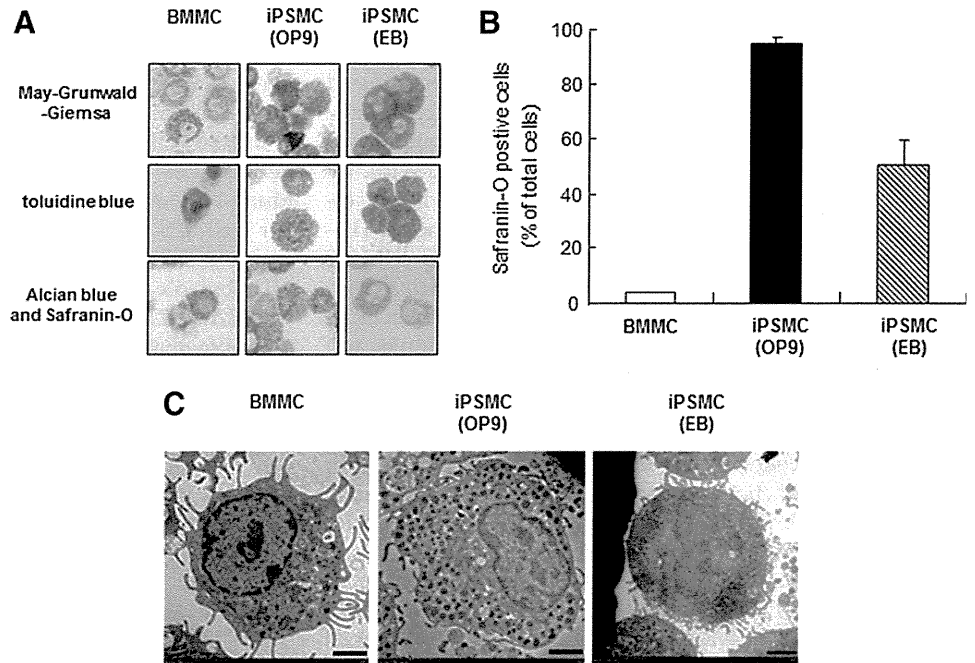 A
BMMC
iPSMC
(OP9)
iPSMC
(EB)
May-Grunwald
-Giemsa
toluidine blue
Alcian blue
and Safranin-O
B
Safranin-O postive cells
(% of total cells)
100
80
60
40
20
0
BMMC
iPSMC
(OP9)
iPSMC
(EB)
C
BMMC
iPSMC
(OP9)
iPSMC
(EB)